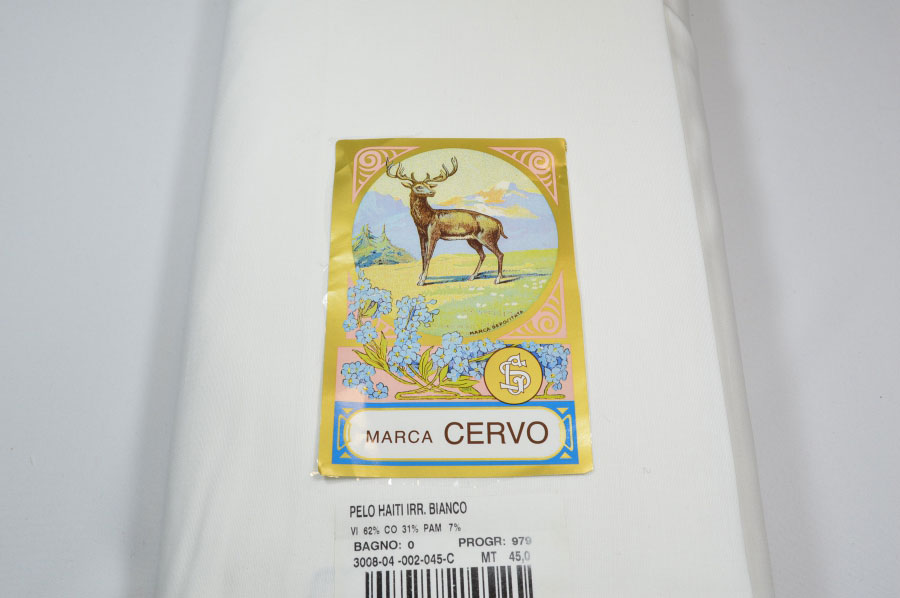 MARCA DEPOSITATA
MARCA CERVO
PELO HAITI IRR. BIANCO
VI 62% CO 31% PAM 7%
BAGNO: 0 PROGR: 979
3008-04 -002-045-C MT 45,0